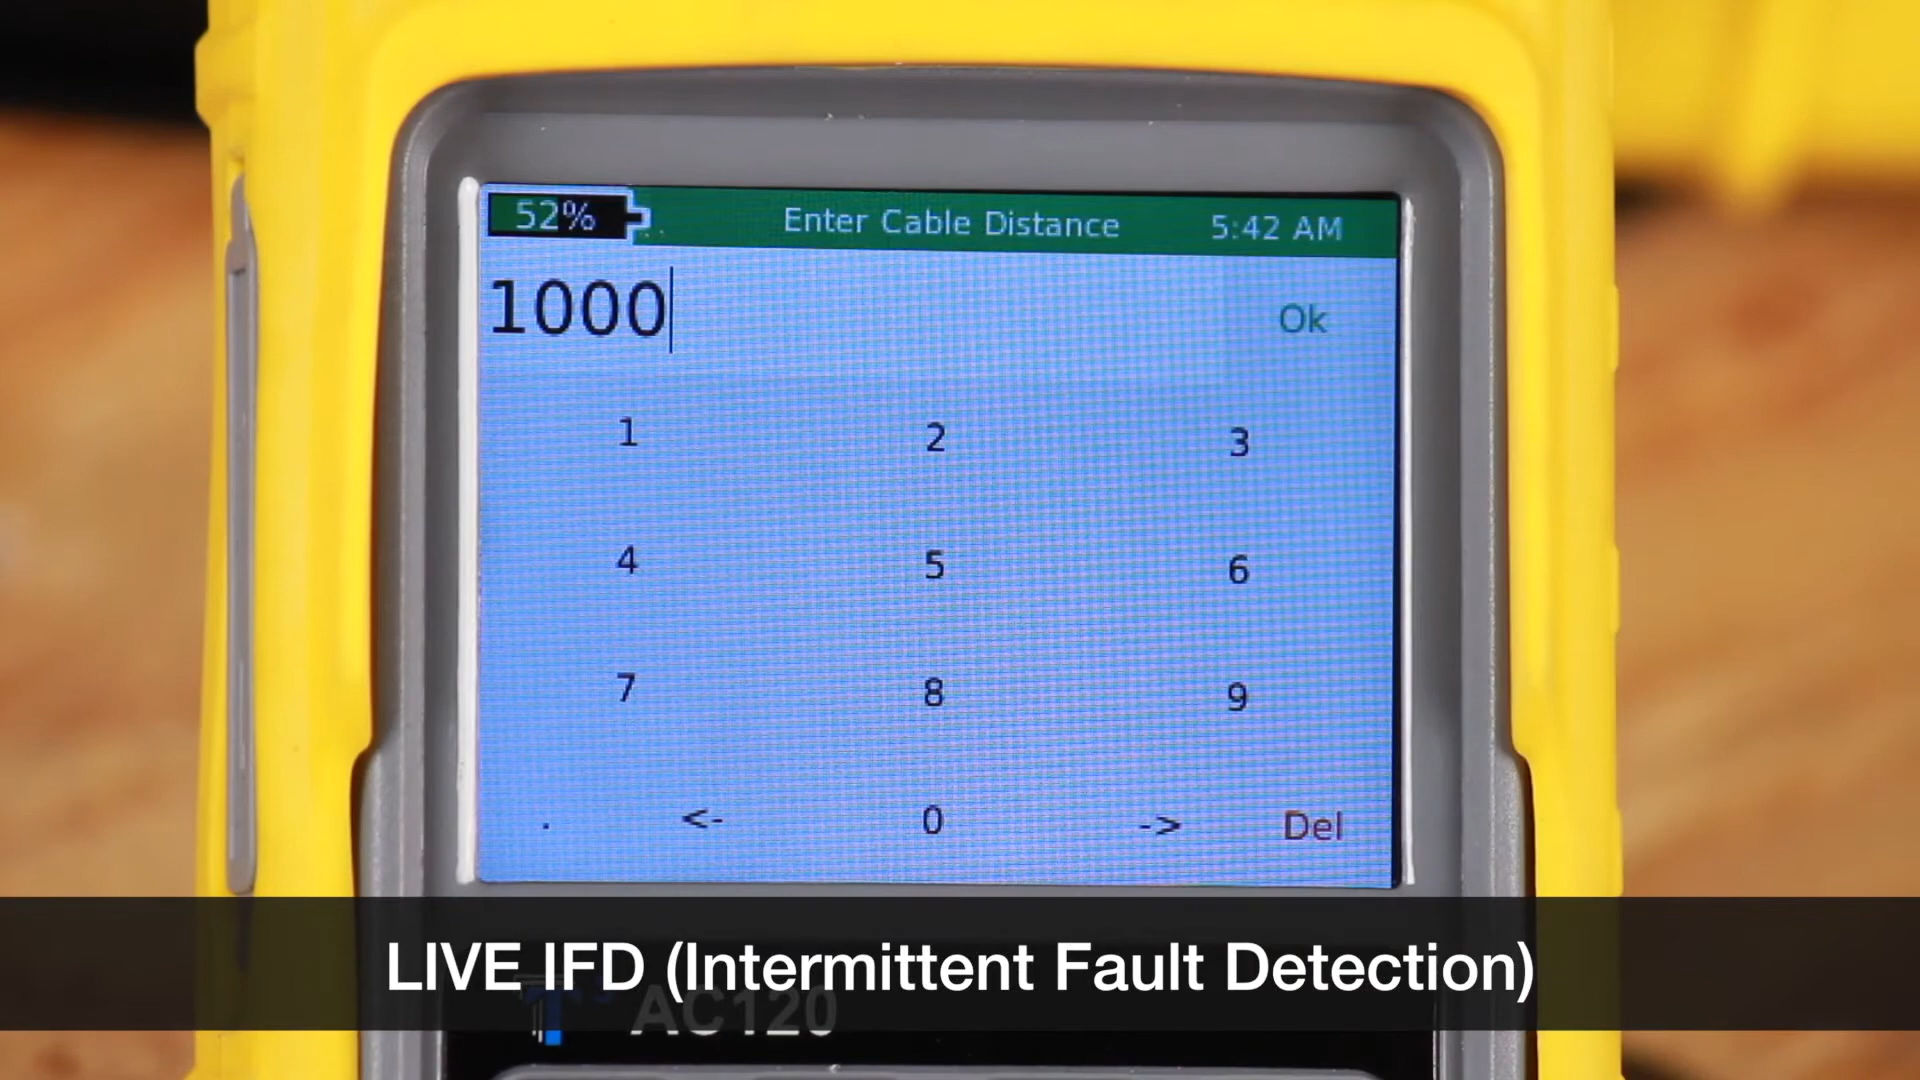 52% Enter Cable Distance 5:42 AM
1000 Ok
1 2 3
4 5 6
7 8 9
. <- 0 -> Del
LIVE IFD (Intermittent Fault Detection)
AC120